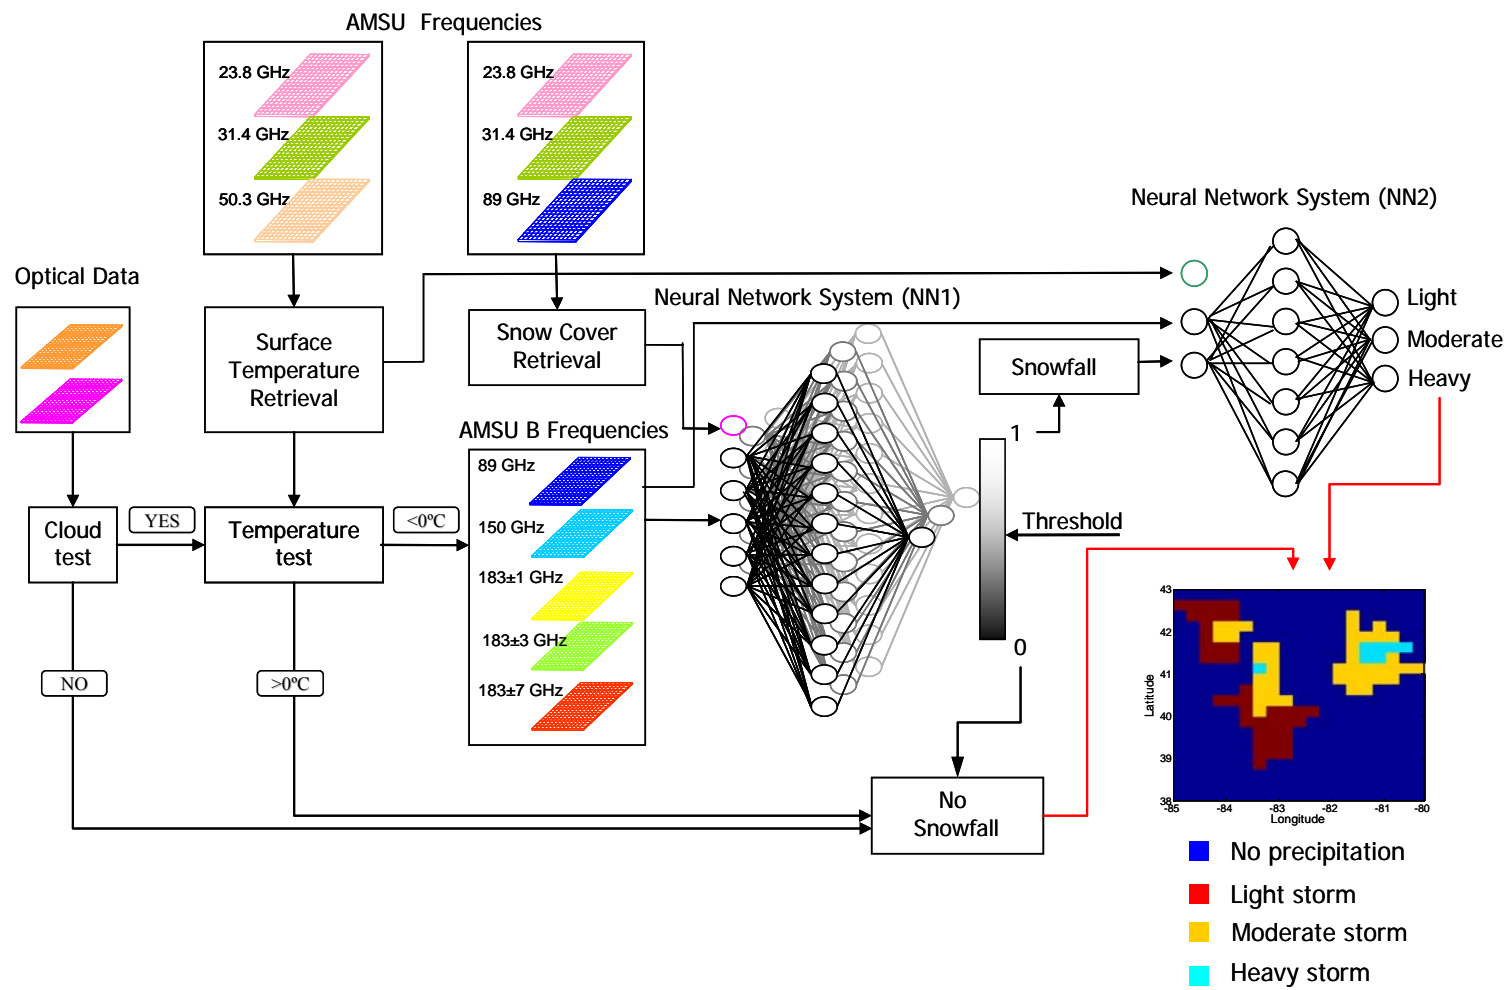 AMSU Frequencies
23.8 GHz
31.4 GHz
50.3 GHz
23.8 GHz
31.4 GHz
89 GHz
Neural Network System (NN2)
Optical Data
Neural Network System (NN1)
Surface
Temperature
Retrieval
Snow Cover
Retrieval
Snowfall
Light
Moderate
Heavy
AMSU B Frequencies
89 GHz
150 GHz
183±1 GHz
183±3 GHz
183±7 GHz
1
Threshold
0
Cloud
test
YES
Temperature
test
<0ºC
NO
>0ºC
No
Snowfall
43
42
41
40
39
38
Latitude
-85
-84
-83
-82
-81
-80
Longitude
No precipitation
Light storm
Moderate storm
Heavy storm